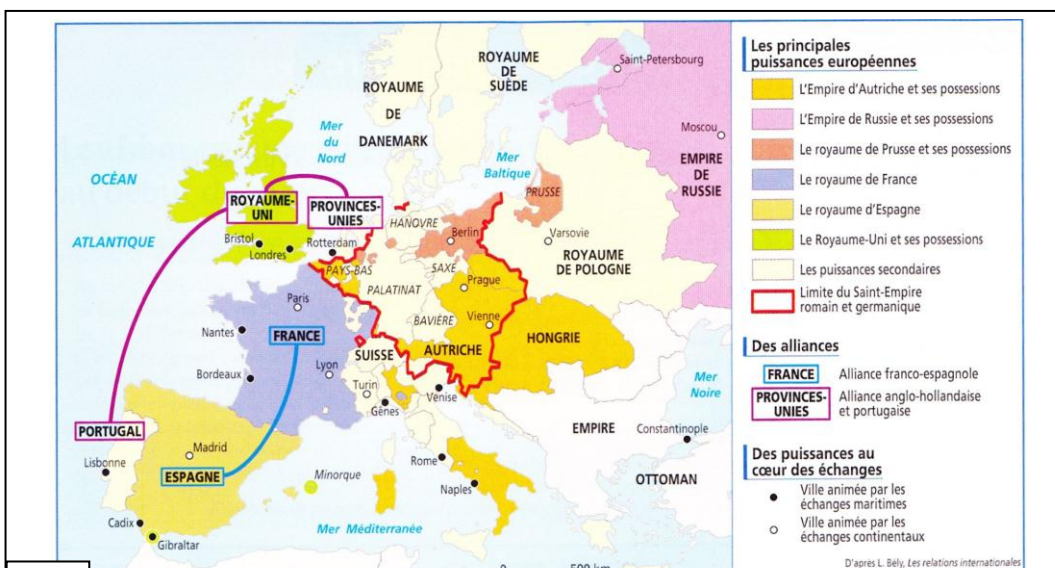 ROYAUME
DE
SUÈDE
Saint-Petersbourg
ROYAUME
DE
DANEMARK
Mer
du
Nord
Mer
Baltique
Moscou
EMPIRE
DE
RUSSIE
OCÉAN
ATLANTIQUE
ROYAUME-
UNI
PROVINCES-
UNIES
HANOVRE
PRUSSE
Berlin
Varsovie
ROYAUME
DE POLOGNE
Bristol
Londres
Rotterdam
PAYS-BAS
SAXE
Prague
PALATINAT
Paris
BAVIÈRE
Vienne
Nantes
FRANCE
SUISSE
AUTRICHE
HONGRIE
Bordeaux
Lyon
Turin
Gênes
Venise
Mer
Noire
PORTUGAL
Madrid
Lisbonne
ESPAGNE
Minorque
Rome
Naples
EMPIRE
OTTOMAN
Constantinople
Cadix
Gibraltar
Mer Méditerranée
0 500 km
Les principales
puissances européennes
L'Empire d'Autriche et ses possessions
L'Empire de Russie et ses possessions
Le royaume de Prusse et ses possessions
Le royaume de France
Le royaume d'Espagne
Le Royaume-Uni et ses possessions
Les puissances secondaires
Limite du Saint-Empire
romain et germanique
Des alliances
FRANCE Alliance franco-espagnole
PROVINCES-
UNIES
Alliance anglo-hollandaise
et portugaise
Des puissances au
cœur des échanges
Ville animée par les
échanges maritimes
Ville animée par les
échanges continentaux
D'après L. Bély, Les relations internationales